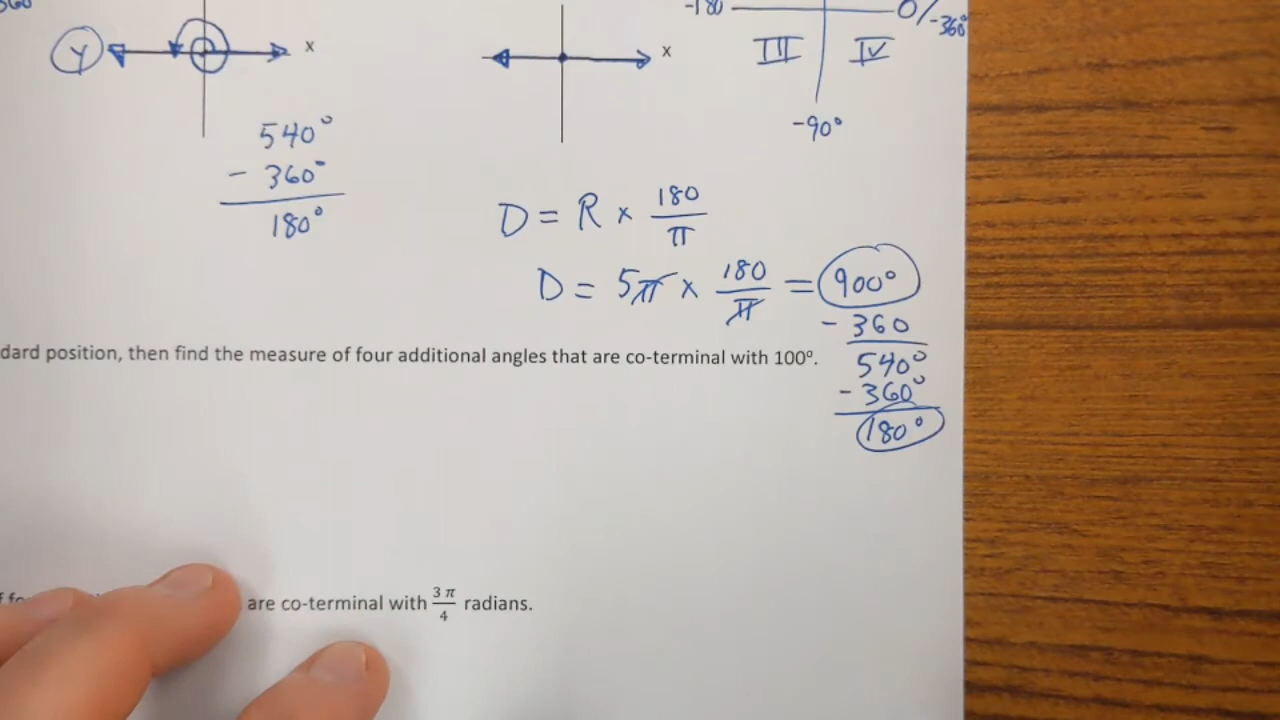 Y
x
540°
- 360°
180°
x
-180
0/-360°
III
IV
-90°
D = R × 180/π
D = 5π × 180/π = 900°
- 360
540°
- 360°
180°
dard position, then find the measure of four additional angles that are co-terminal with 100º.
are co-terminal with 3 π/4 radians.